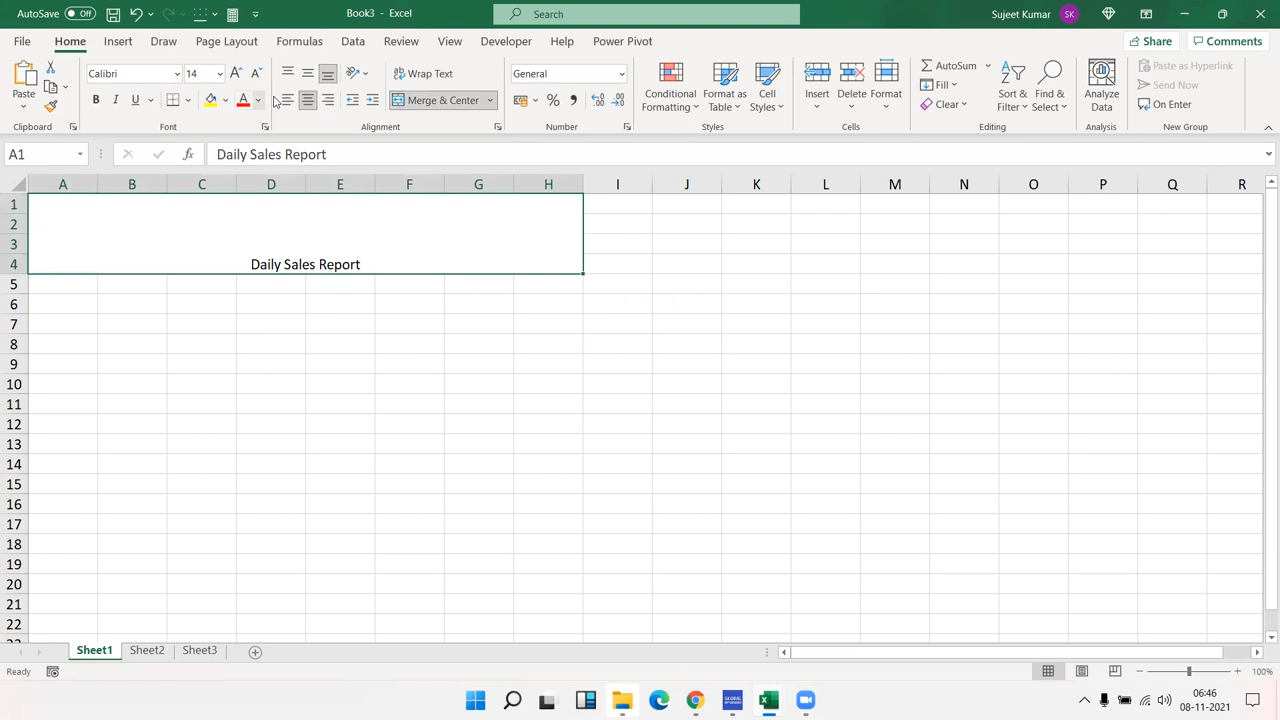 AutoSave Off Book3 - Excel Search Sujeet Kumar SK
File Home Insert Draw Page Layout Formulas Data Review View Developer Help Power Pivot Share Comments
Paste Calibri 14 Wrap Text General Conditional Formatting Format as Table Cell Styles Insert Delete Format AutoSum Sort & Filter Find & Select Analyze Data Paste as Hyperlink
B I U A Merge & Center % Fill Clear Send Now On Enter
Clipboard Font Alignment Number Styles Cells Editing Analysis New Group
A1 fx Daily Sales Report
A B C D E F G H I J K L M N O P Q R
1
2
3
4 Daily Sales Report
5
6
7
8
9
10
11
12
13
14
15
16
17
18
19
20
21
22
Sheet1 Sheet2 Sheet3
Ready 100%
06:46
08-11-2021